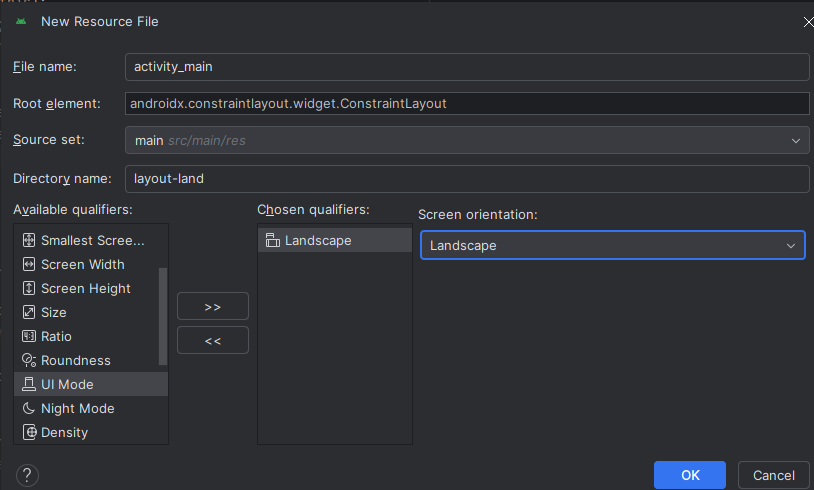 New Resource File
File name: activity_main
Root element: androidx.constraintlayout.widget.ConstraintLayout
Source set: main src/main/res
Directory name: layout-land
Available qualifiers:
Smallest Scree...
Screen Width
Screen Height
Size
Ratio
Roundness
UI Mode
Night Mode
Density
>>
<<
Chosen qualifiers:
Landscape
Screen orientation:
Landscape
?
OK
Cancel